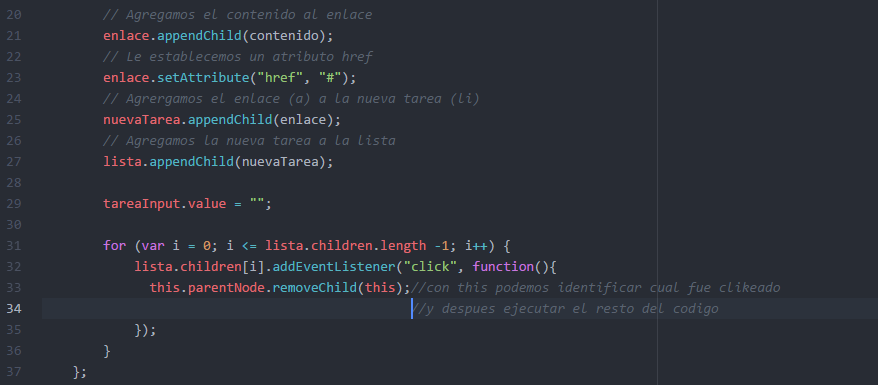 20 // Agregamos el contenido al enlace
21 enlace.appendChild(contenido);
22 // Le establecemos un atributo href
23 enlace.setAttribute("href", "#");
24 // Agrergamos el enlace (a) a la nueva tarea (li)
25 nuevaTarea.appendChild(enlace);
26 // Agregamos la nueva tarea a la lista
27 lista.appendChild(nuevaTarea);
28
29 tareaInput.value = "";
30
31 for (var i = 0; i <= lista.children.length -1; i++) {
32 lista.children[i].addEventListener("click", function(){
33 this.parentNode.removeChild(this);//con this podemos identificar cual fue clikeado
34 //y despues ejecutar el resto del codigo
35 });
36 }
37 };